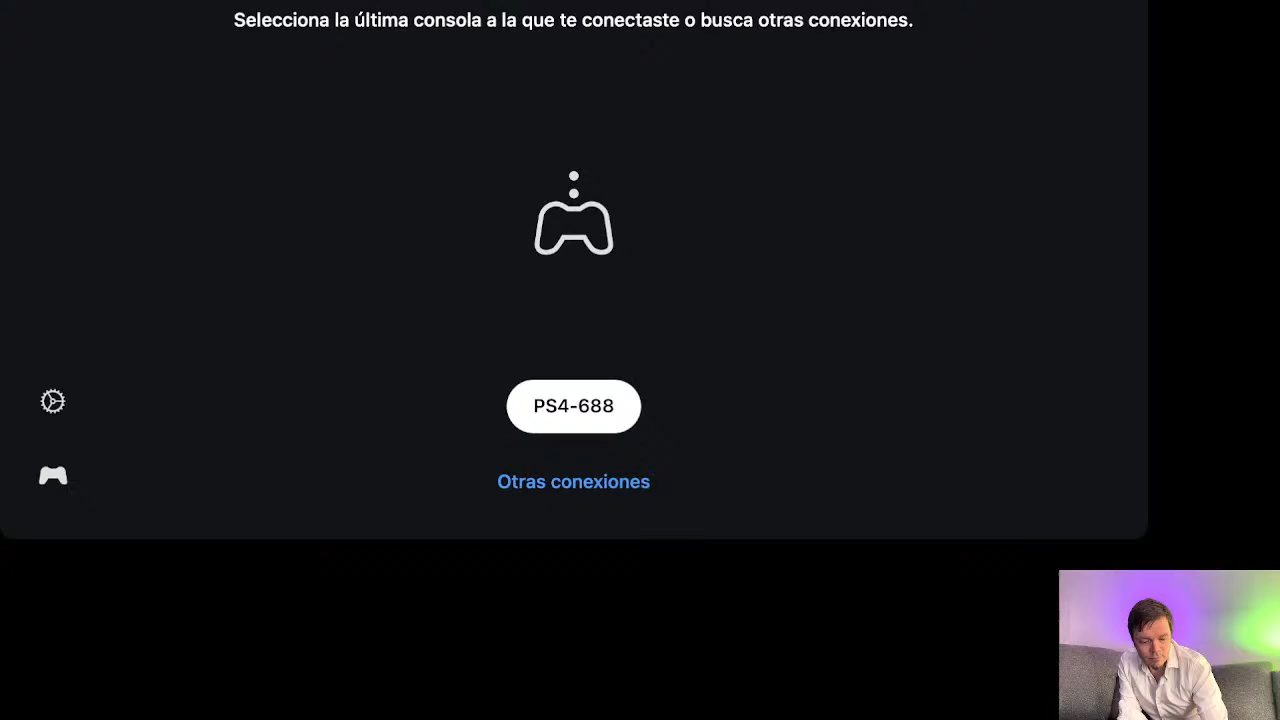 Selecciona la última consola a la que te conectaste o busca otras conexiones.
PS4-688
Otras conexiones